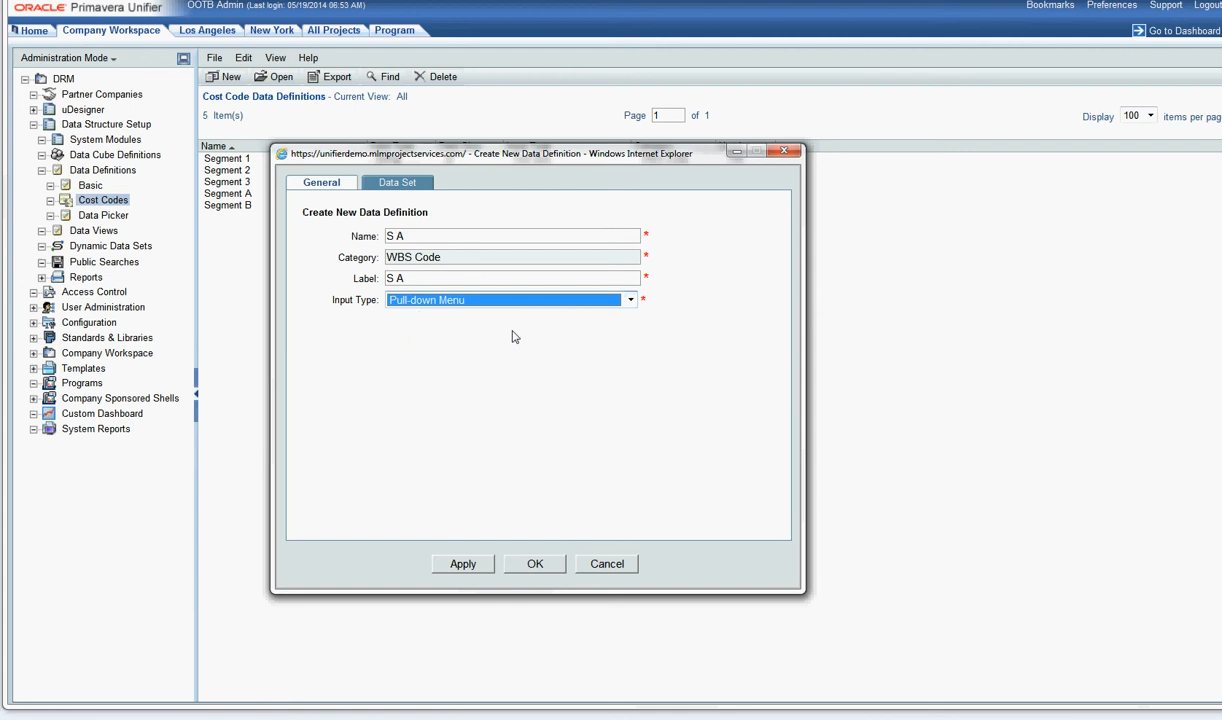 ORACLE Primavera Unifier
OOTB Admin (Last login: 05/19/2014 06:53 AM)
Bookmarks Preferences Support Logout
Home Company Workspace Los Angeles New York All Projects Program
Go to Dashboard
Administration Mode
File Edit View Help
New Open Export Find Delete
Cost Code Data Definitions - Current View: All
5 Item(s)
Page 1 of 1
Display 100 items per pag
Name
Segment 1
Segment 2
Segment 3
Segment A
Segment B
DRM
Partner Companies
uDesigner
Data Structure Setup
System Modules
Data Cube Definitions
Data Definitions
Basic
Cost Codes
Data Picker
Data Views
Dynamic Data Sets
Public Searches
Reports
Access Control
User Administration
Configuration
Standards & Libraries
Company Workspace
Templates
Programs
Company Sponsored Shells
Custom Dashboard
System Reports
https://unifierdemo.mlmprojectservices.com/ - Create New Data Definition - Windows Internet Explorer
General Data Set
Create New Data Definition
Name: S A *
Category: WBS Code *
Label: S A *
Input Type: Pull-down Menu *
Apply OK Cancel